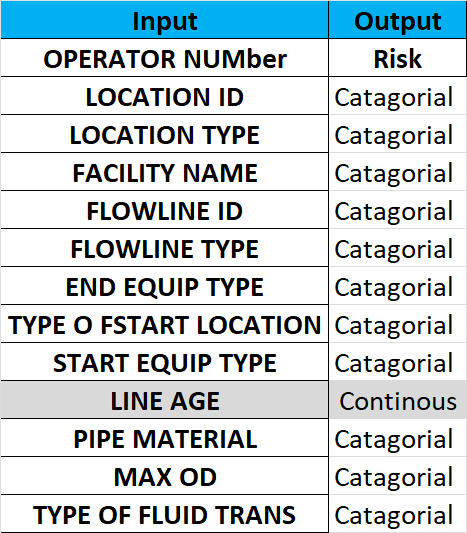 Input Output
OPERATOR NUMber Risk
LOCATION ID Catagorial
LOCATION TYPE Catagorial
FACILITY NAME Catagorial
FLOWLINE ID Catagorial
FLOWLINE TYPE Catagorial
END EQUIP TYPE Catagorial
TYPE O FSTART LOCATION Catagorial
START EQUIP TYPE Catagorial
LINE AGE Continous
PIPE MATERIAL Catagorial
MAX OD Catagorial
TYPE OF FLUID TRANS Catagorial